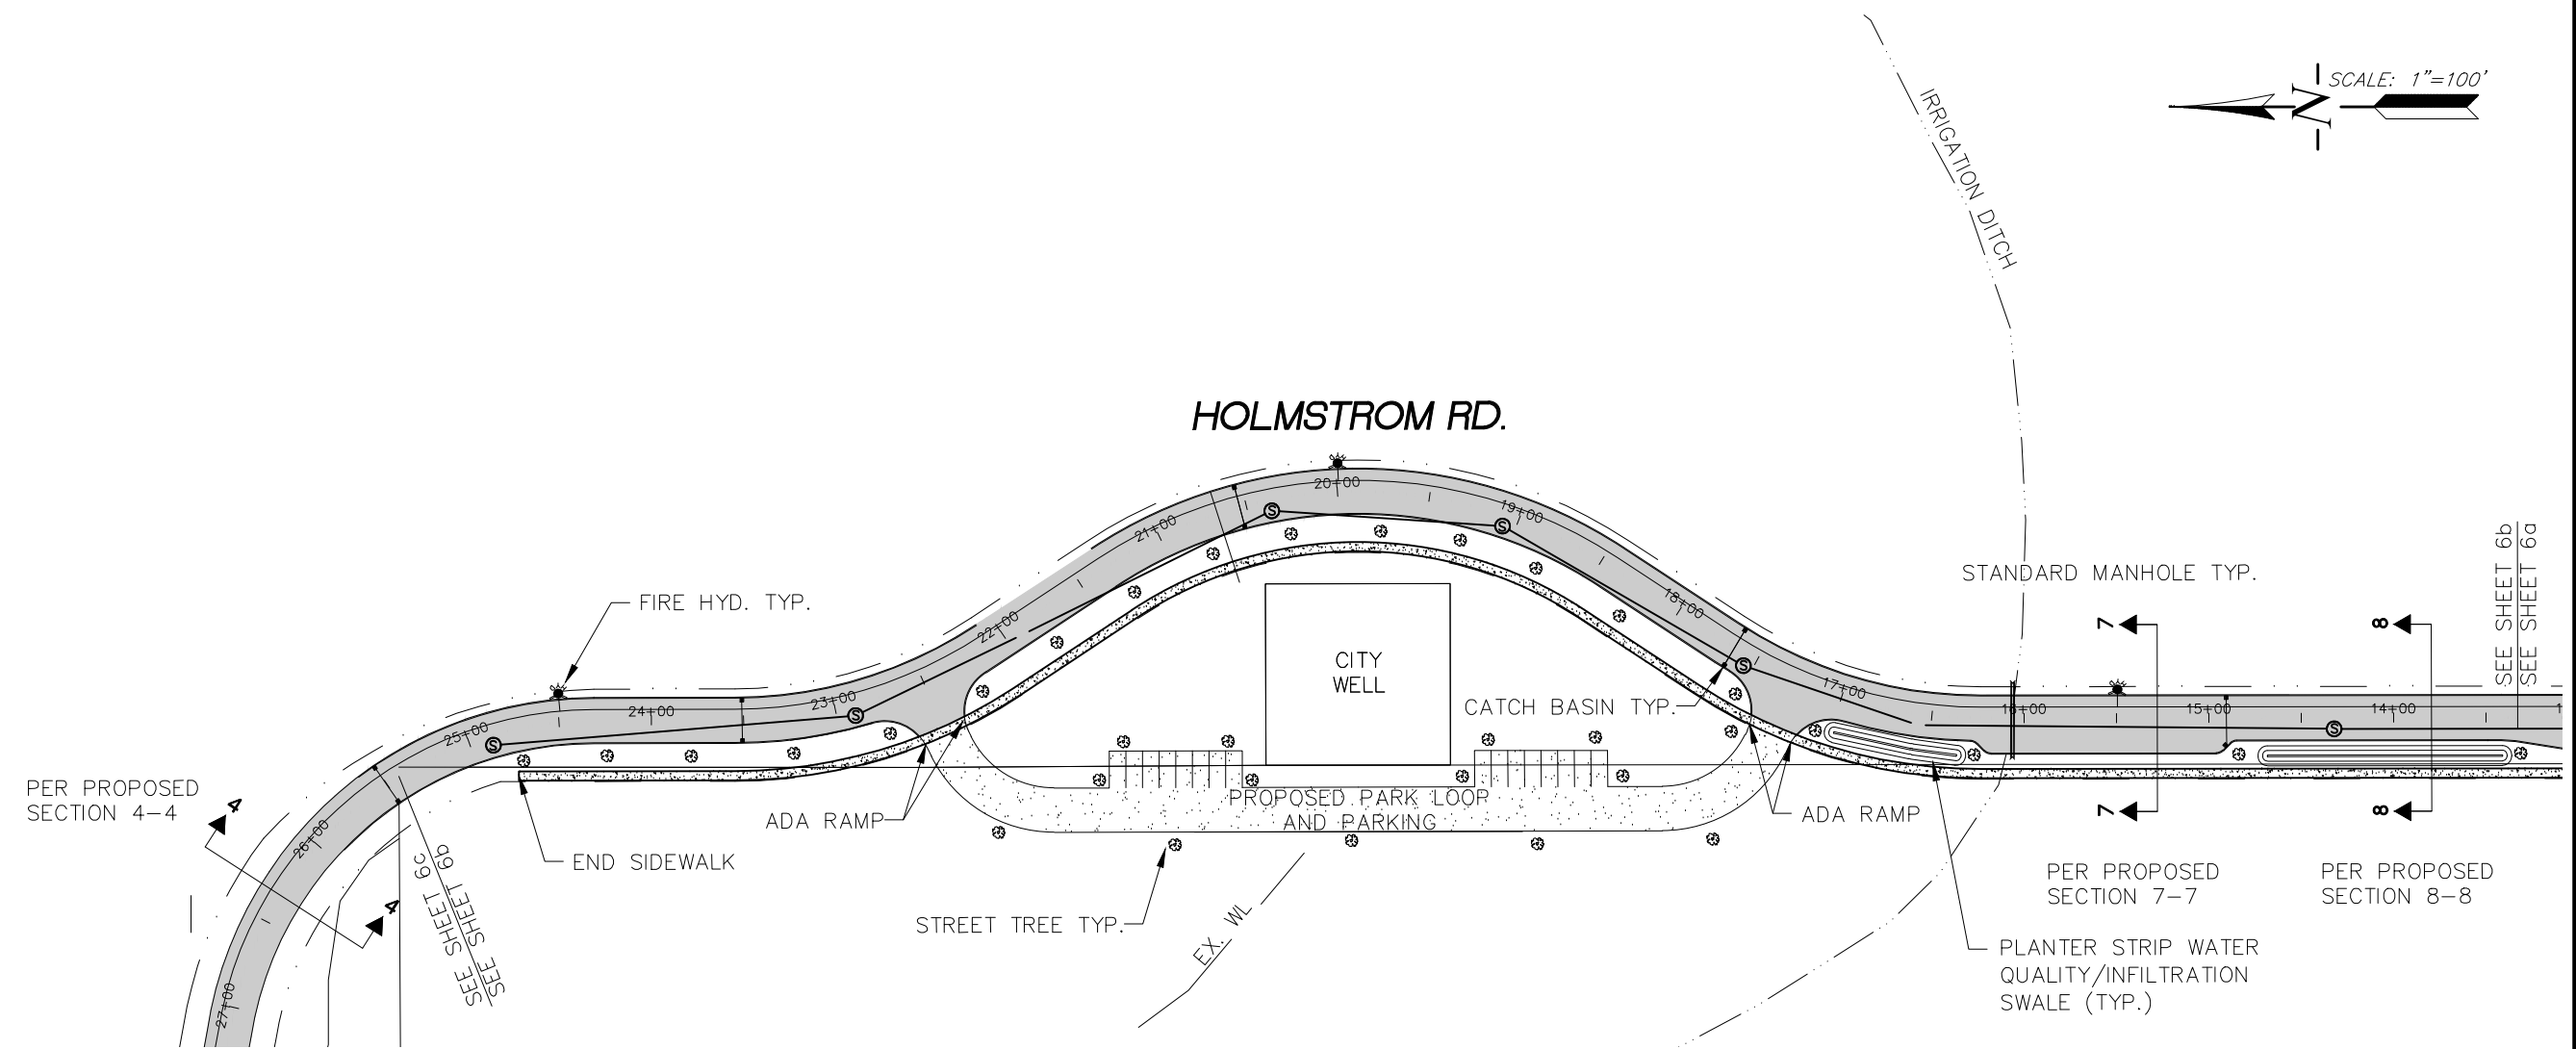 SCALE: 1"=100'
N
IRRIGATION DITCH
HOLMSTROM RD.
20+00
19+00
21+00
18+00
22+00
17+00
23+00
24+00
25+00
26+00
27+00
16+00
15+00
14+00
1
S
S
S
S
S
S
FIRE HYD. TYP.
STANDARD MANHOLE TYP.
SEE SHEET 6b
SEE SHEET 6a
7
8
CITY
WELL
CATCH BASIN TYP.
PER PROPOSED
SECTION 4-4
4
4
ADA RAMP
PROPOSED PARK LOOP
AND PARKING
ADA RAMP
7
8
END SIDEWALK
SEE SHEET 6b
SEE SHEET 6c
STREET TREE TYP.
EX. WL
PER PROPOSED
SECTION 7-7
PER PROPOSED
SECTION 8-8
PLANTER STRIP WATER
QUALITY/INFILTRATION
SWALE (TYP.)